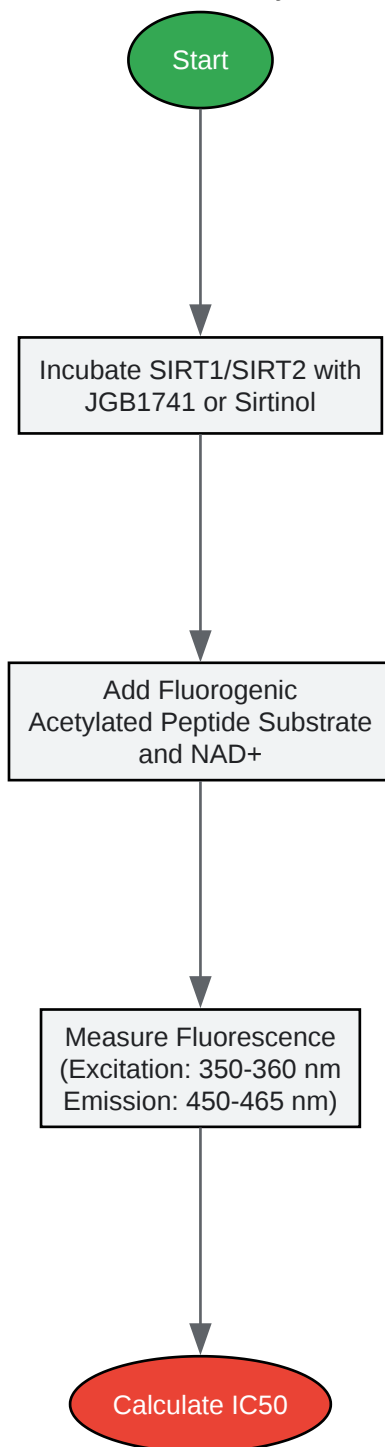 Start
Incubate SIRT1/SIRT2 with
JGB1741 or Sirtinol
Add Fluorogenic
Acetylated Peptide Substrate
and NAD+
Measure Fluorescence
(Excitation: 350-360 nm
Emission: 450-465 nm)
Calculate IC50